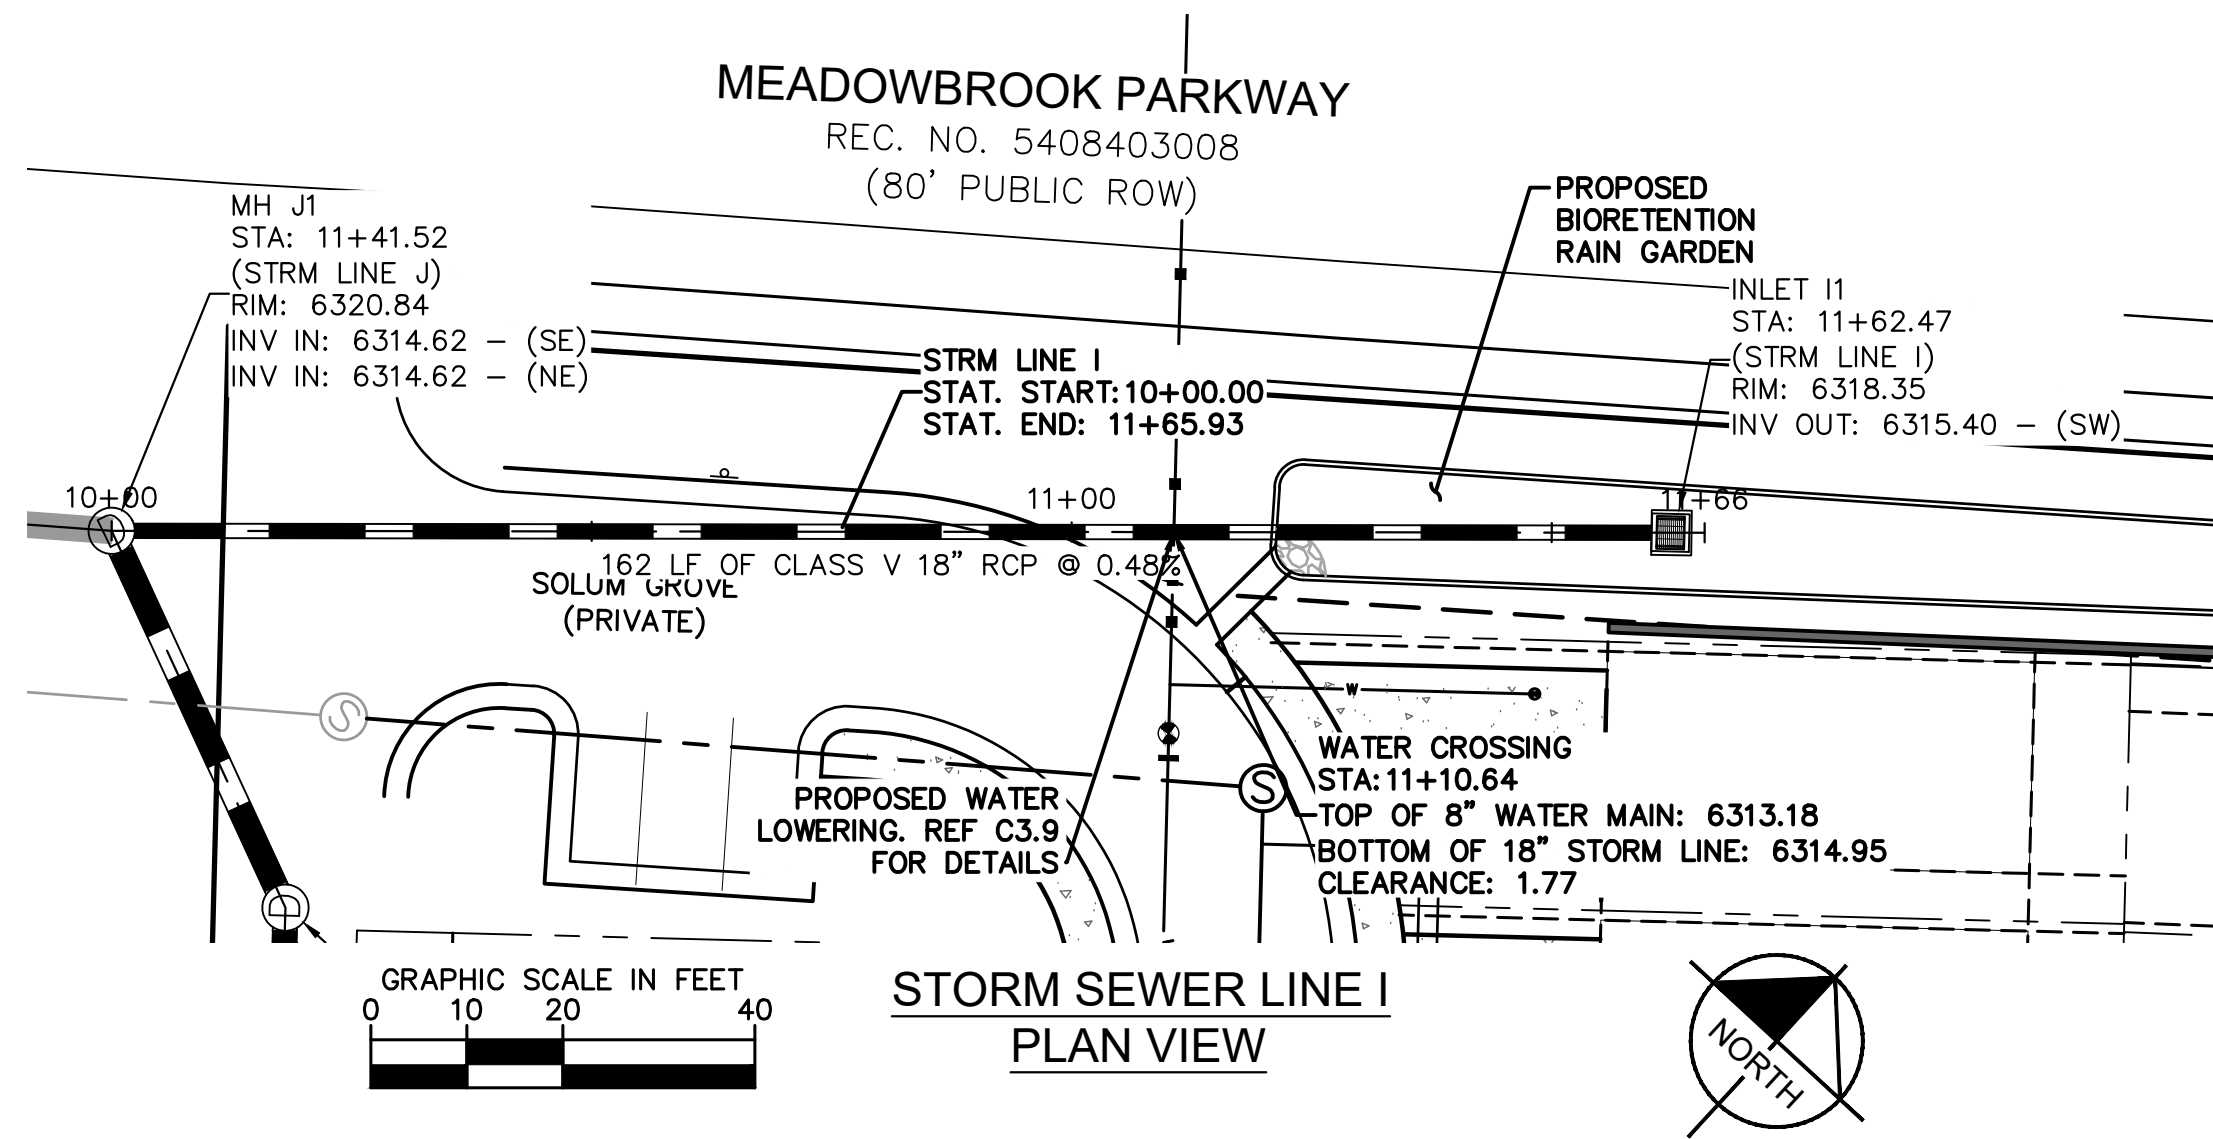 MEADOWBROOK PARKWAY
REC. NO. 5408403008
(80' PUBLIC ROW)
MH J1
STA: 11+41.52
(STRM LINE J)
RIM: 6320.84
INV IN: 6314.62 - (SE)
INV IN: 6314.62 - (NE)
STRM LINE I
STAT. START: 10+00.00
STAT. END: 11+65.93
PROPOSED
BIORETENTION
RAIN GARDEN
INLET I1
STA: 11+62.47
(STRM LINE I)
RIM: 6318.35
INV OUT: 6315.40 - (SW)
10+00
11+00
11+66
162 LF OF CLASS V 18" RCP @ 0.48%
SOLUM GROVE
(PRIVATE)
D
S
W
S
D
PROPOSED WATER
LOWERING. REF C3.9
FOR DETAILS
WATER CROSSING
STA: 11+10.64
TOP OF 8" WATER MAIN: 6313.18
BOTTOM OF 18" STORM LINE: 6314.95
CLEARANCE: 1.77
GRAPHIC SCALE IN FEET
0 10 20 40
STORM SEWER LINE I
PLAN VIEW
NORTH